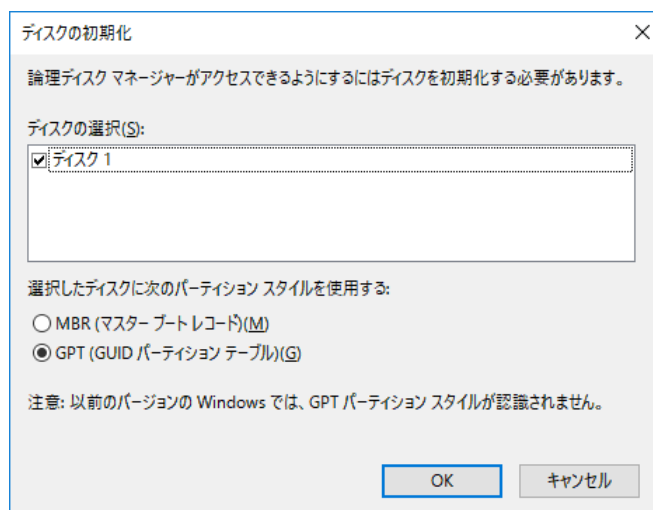 ディスクの初期化
論理ディスク マネージャーがアクセスできるようにするにはディスクを初期化する必要があります。
ディスクの選択(S):
ディスク 1
選択したディスクに次のパーティション スタイルを使用する:
MBR (マスター ブート レコード)(M)
GPT (GUID パーティション テーブル)(G)
注意: 以前のバージョンの Windows では、GPT パーティション スタイルが認識されません。
OK キャンセル